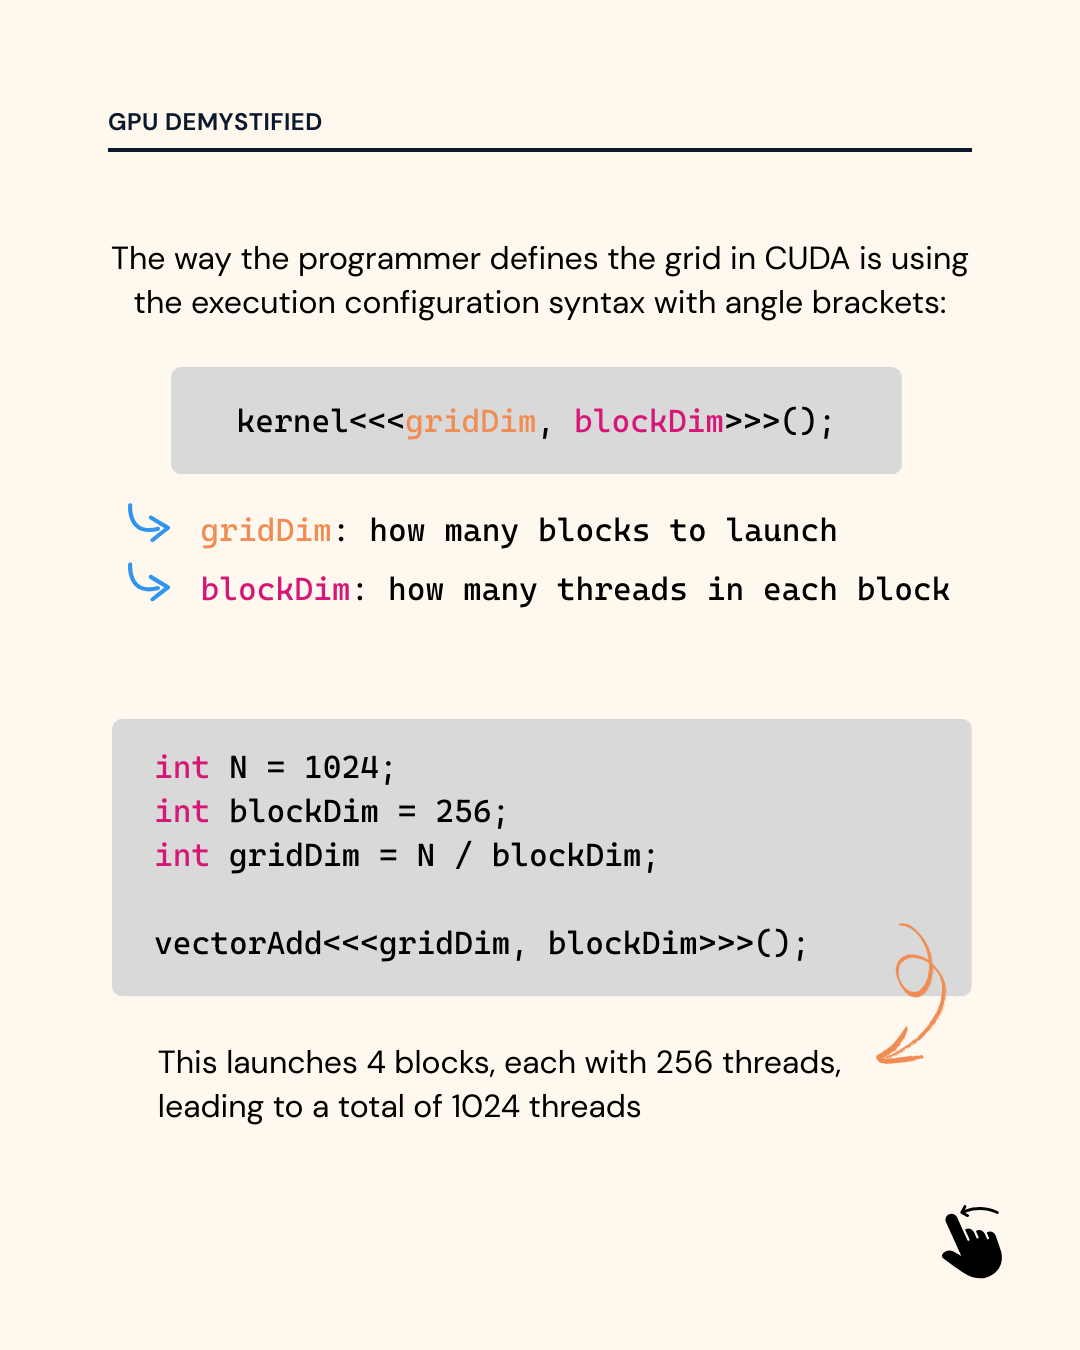 GPU DEMYSTIFIED
The way the programmer defines the grid in CUDA is using
the execution configuration syntax with angle brackets:
kernel<<<gridDim, blockDim>>>();
gridDim: how many blocks to launch
blockDim: how many threads in each block
int N = 1024;
int blockDim = 256;
int gridDim = N / blockDim;
vectorAdd<<<gridDim, blockDim>>>();
This launches 4 blocks, each with 256 threads,
leading to a total of 1024 threads